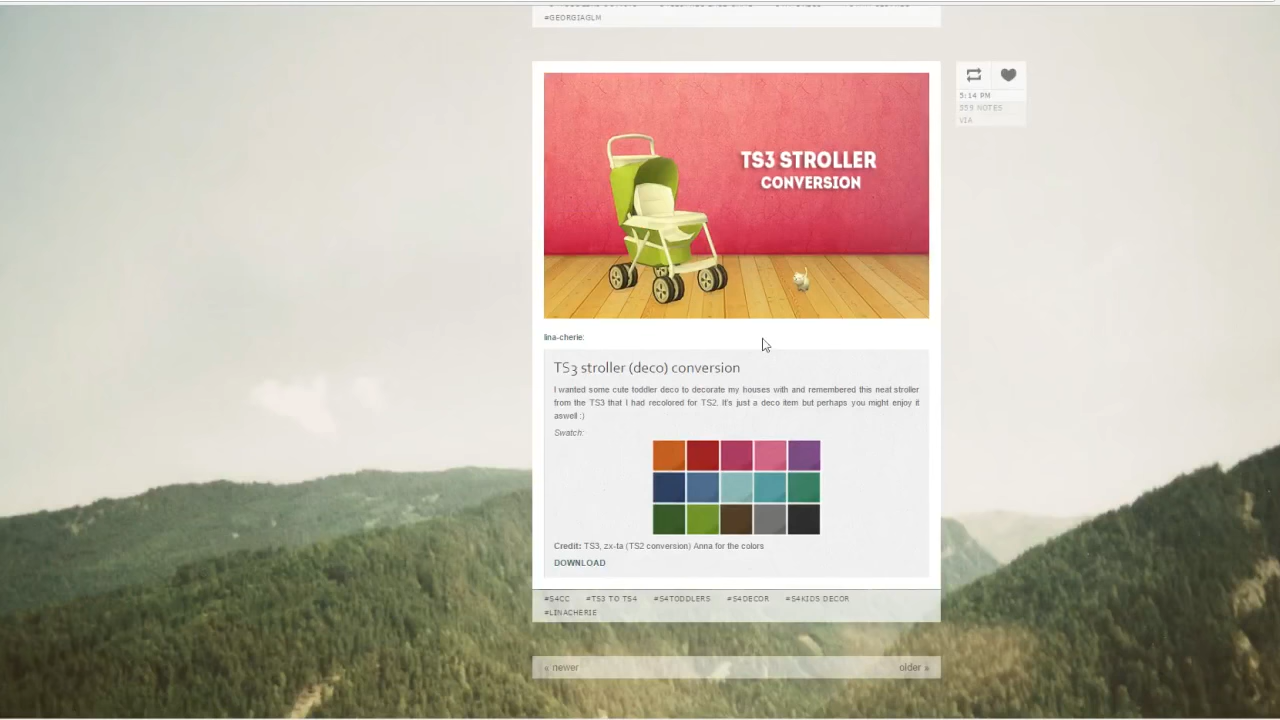 #GEORGIAGLM
TS3 STROLLER
CONVERSION
5:14 PM
559 NOTES
VIA
lina-cherie:
TS3 stroller (deco) conversion
I wanted some cute toddler deco to decorate my houses with and remembered this neat stroller
from the TS3 that I had recolored for TS2. It's just a deco item but perhaps you might enjoy it
aswell :)
Swatch:
Credit: TS3, zx-ta (TS2 conversion) Anna for the colors
DOWNLOAD
#S4CC #TS3 TO TS4 #S4TODDLERS #S4DECOR #S4KIDS DECOR
#LINACHERIE
« newer older »